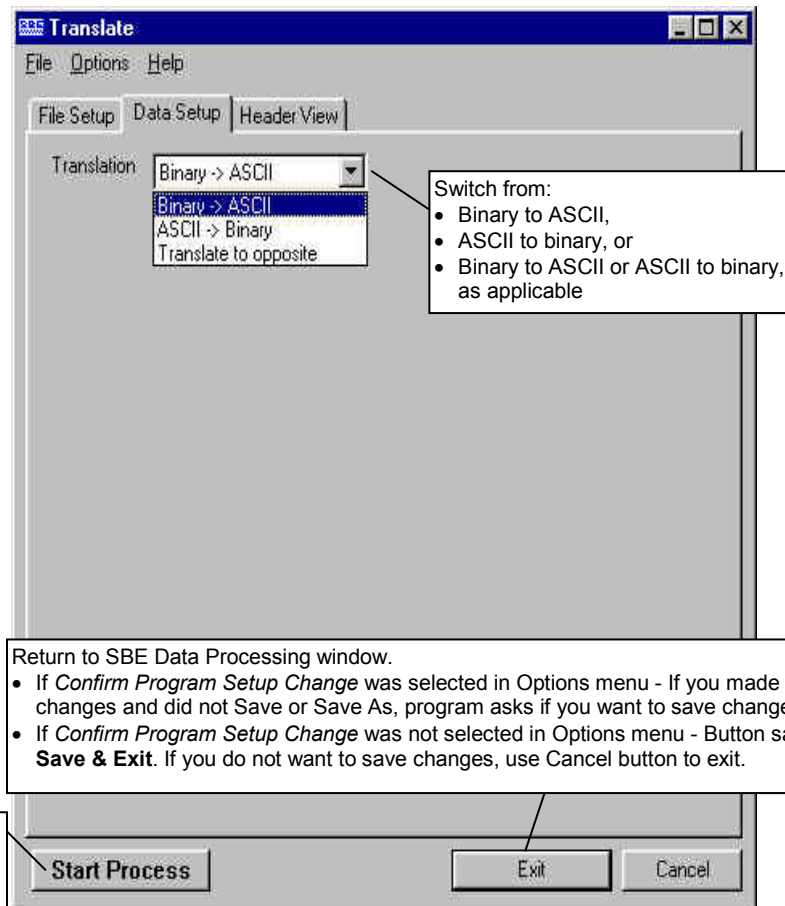 SBE Translate
File Options Help
File Setup Data Setup Header View
Translation Binary -> ASCII
Binary -> ASCII
ASCII -> Binary
Translate to opposite
Switch from:
• Binary to ASCII,
• ASCII to binary, or
• Binary to ASCII or ASCII to binary,
as applicable
Return to SBE Data Processing window.
• If Confirm Program Setup Change was selected in Options menu - If you made
changes and did not Save or Save As, program asks if you want to save change
• If Confirm Program Setup Change was not selected in Options menu - Button sa
Save & Exit. If you do not want to save changes, use Cancel button to exit.
Start Process Exit Cancel